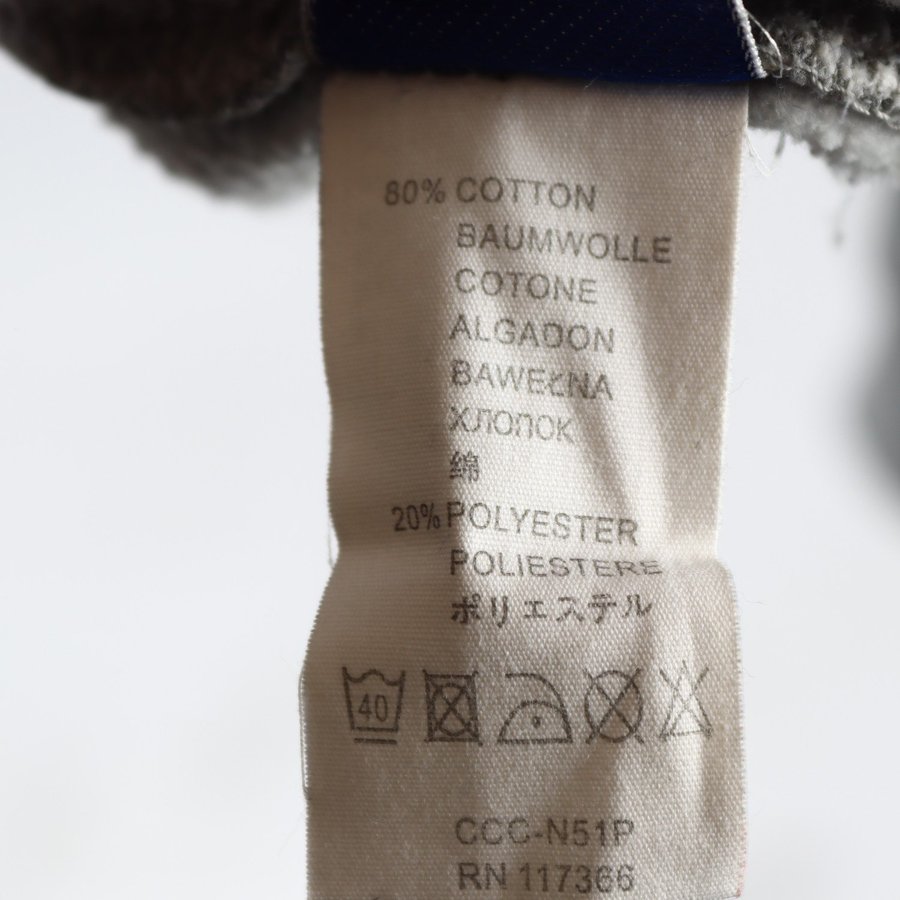 80% COTTON
BAUMWOLLE
COTONE
ALGADON
BAWEŁNA
ХЛОПОК
绵
20% POLYESTER
POLIESTERE
ポリエステル
40
CCC-N51P
RN 117366